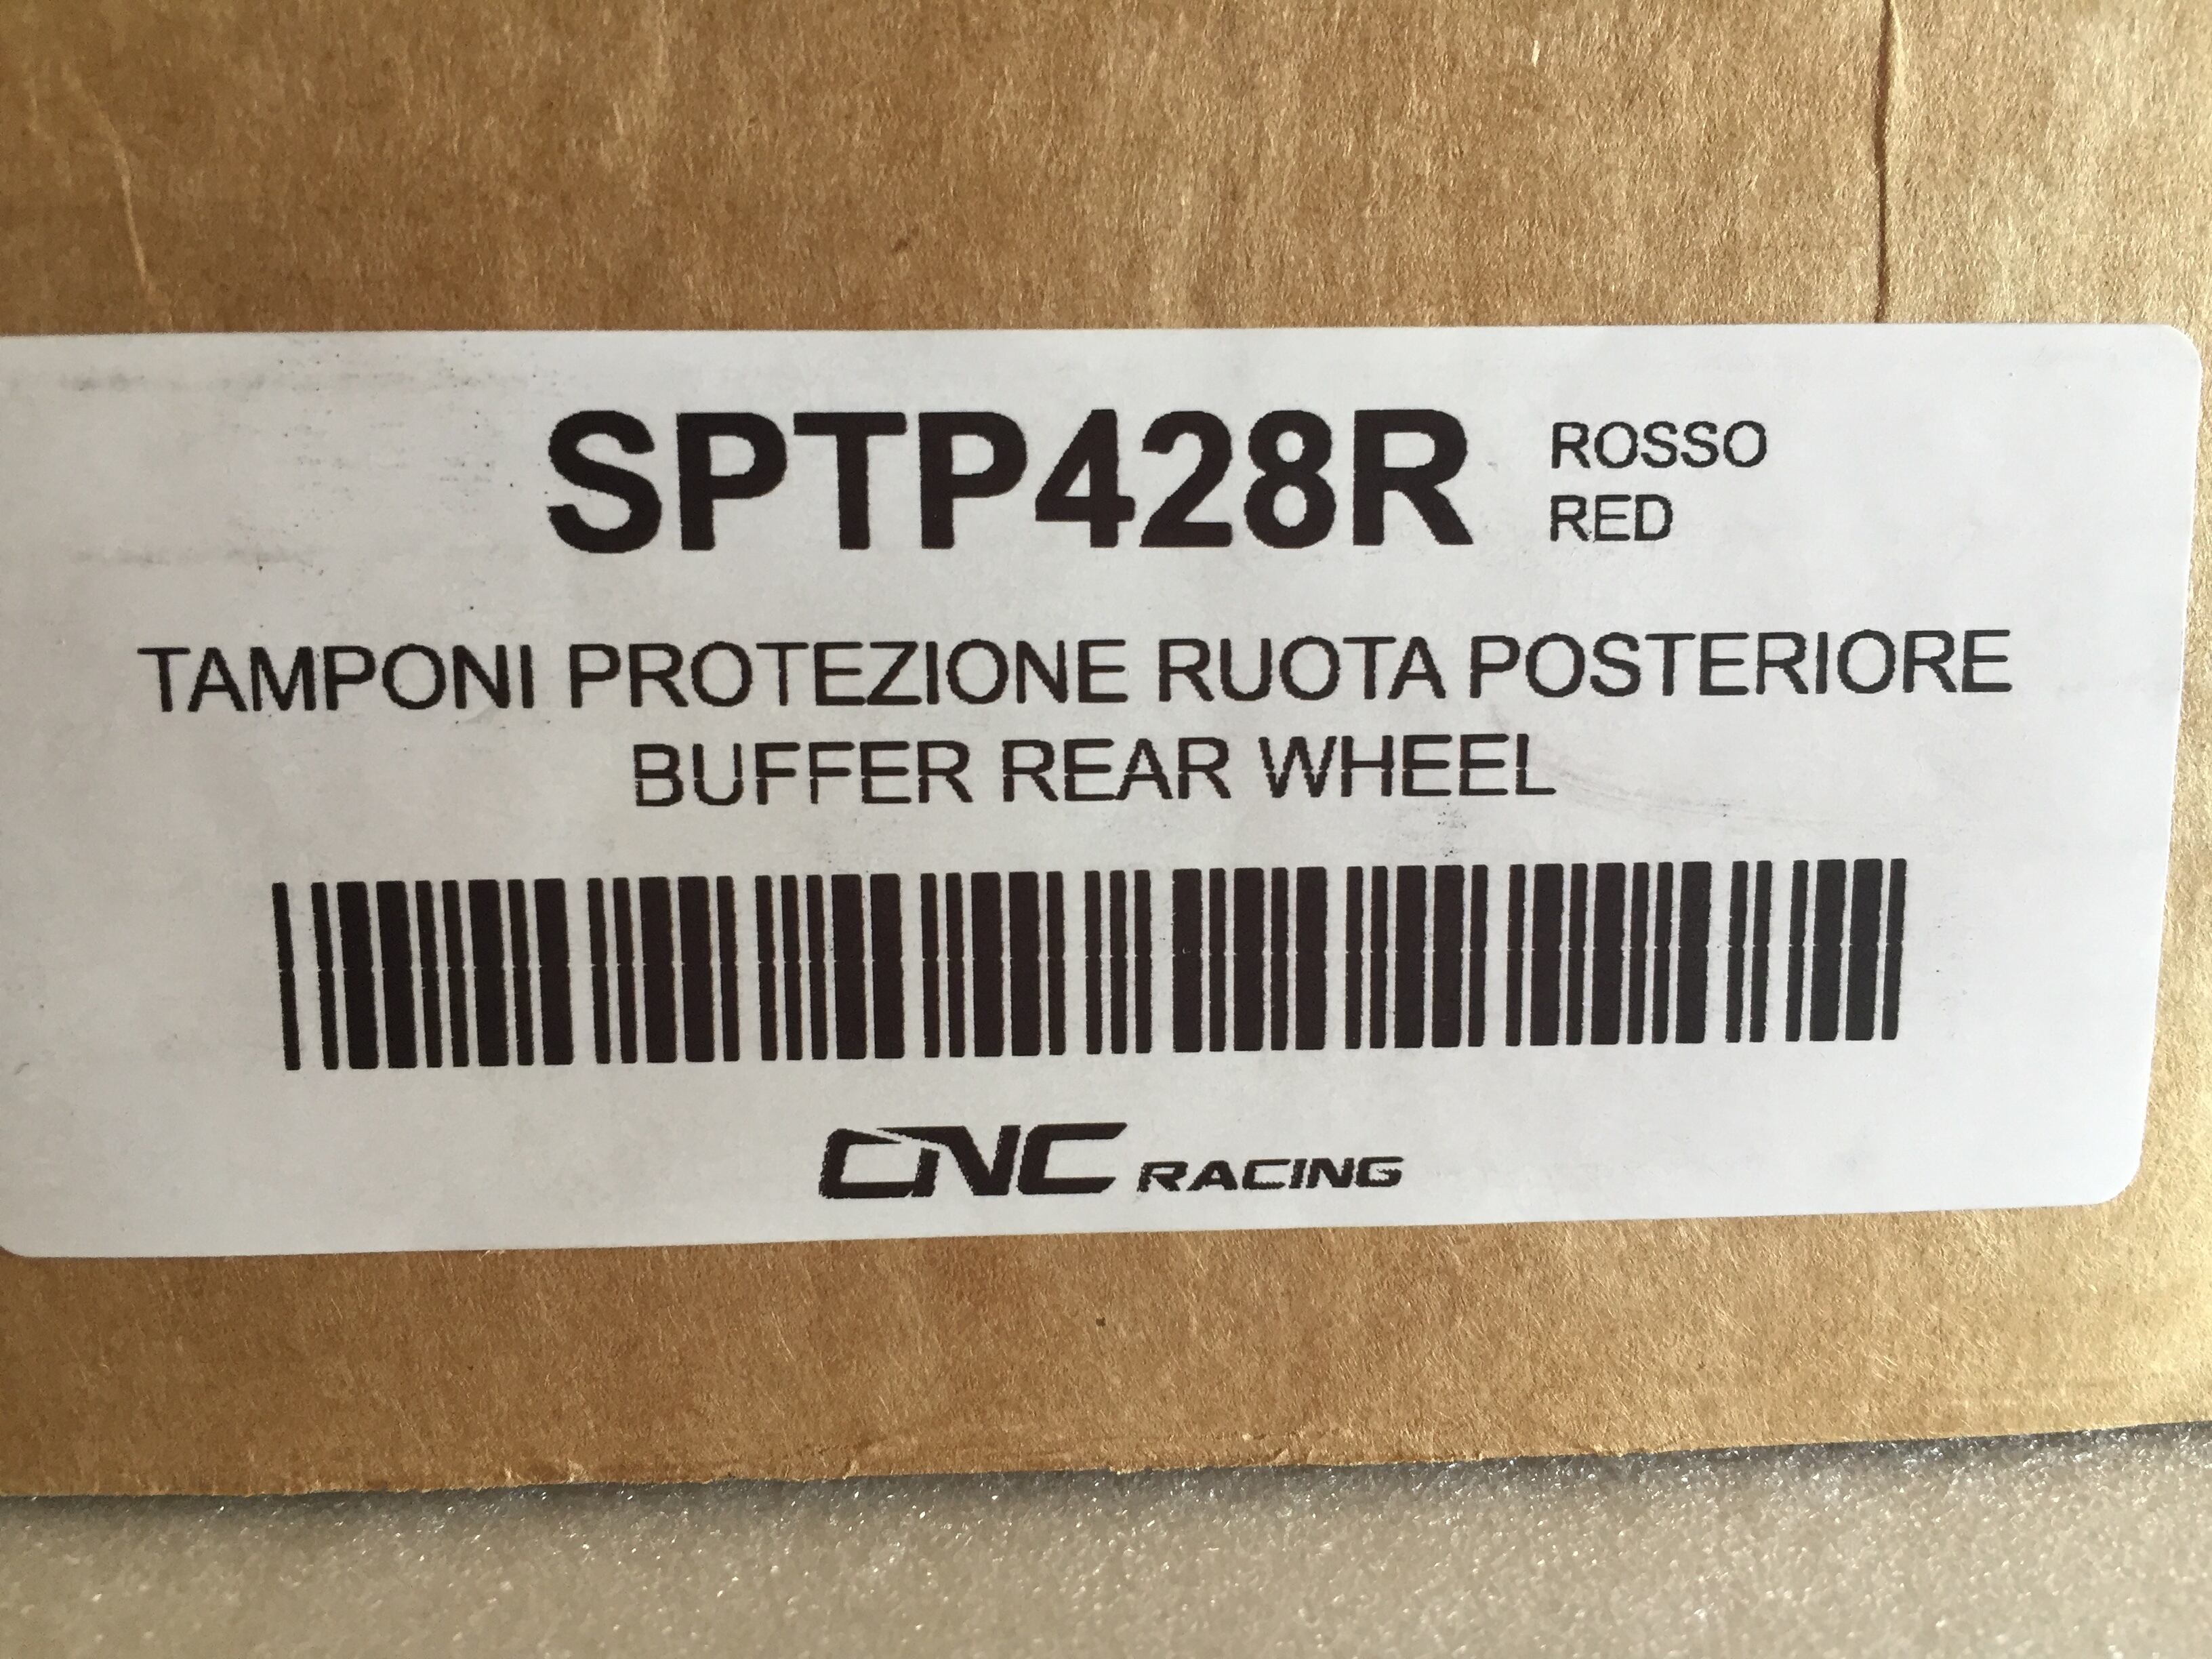 SPTP428R ROSSO
RED
TAMPONI PROTEZIONE RUOTA POSTERIORE
BUFFER REAR WHEEL
CNC RACING